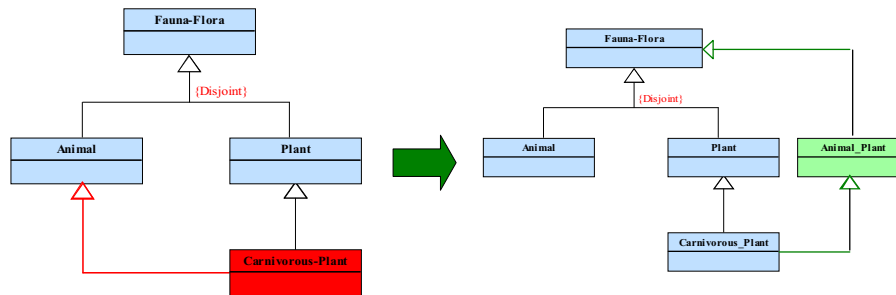 Fauna-Flora
{Disjoint}
Animal
Plant
Carnivorous-Plant
Fauna-Flora
{Disjoint}
Animal
Plant
Animal_Plant
Carnivorous_Plant